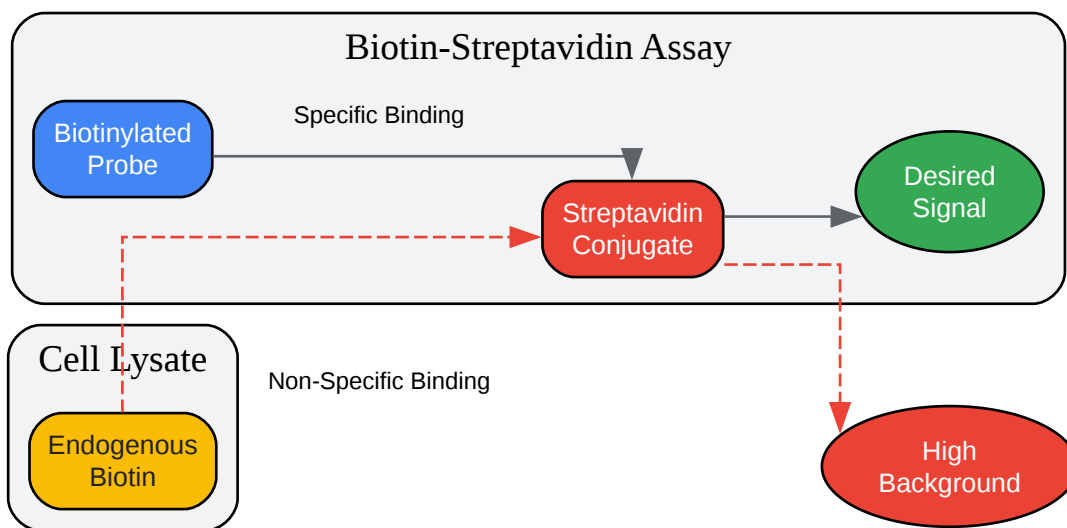 Biotin-Streptavidin Assay
Specific Binding
Biotinylated
Probe
Streptavidin
Conjugate
Desired
Signal
Cell Lysate
Non-Specific Binding
Endogenous
Biotin
High
Background